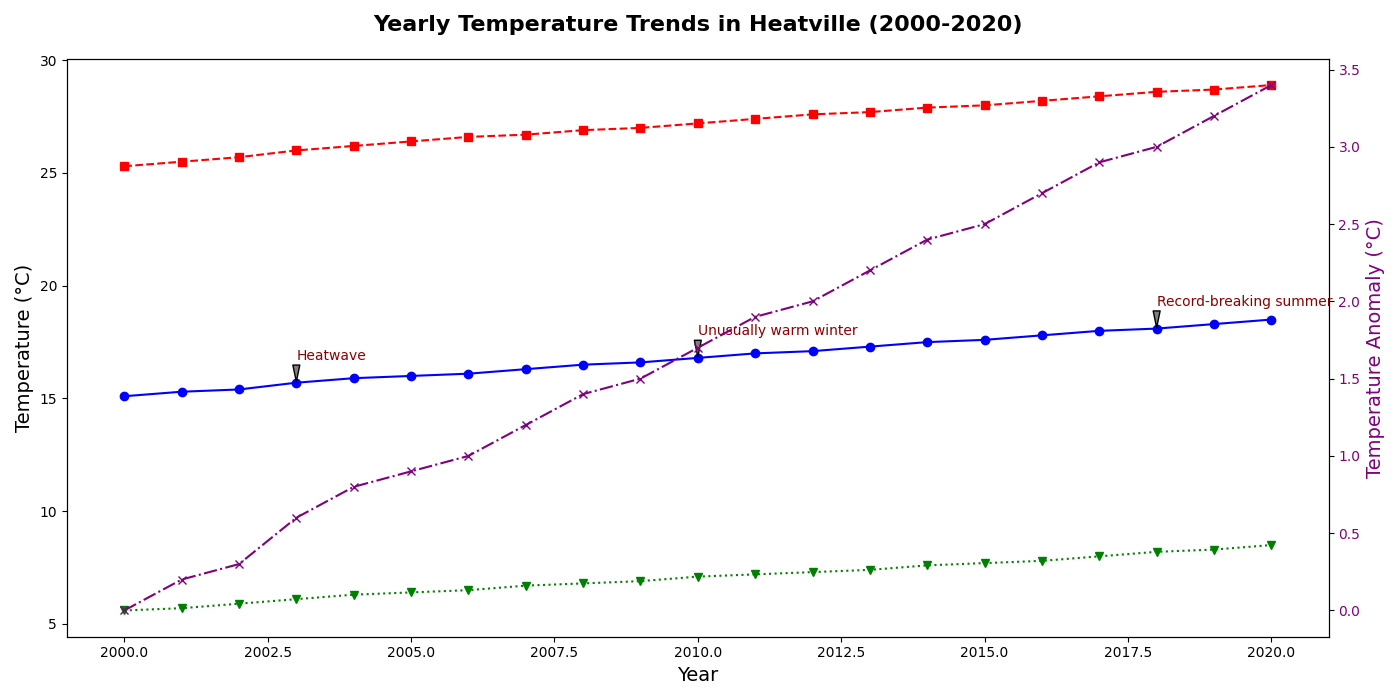 Yearly Temperature Trends in Heatville (2000-2020)
Temperature (°C)
30
25
20
15
10
5
Heatwave
Unusually warm winter
Record-breaking summer
3.5
3.0
2.5
2.0
1.5
1.0
0.5
0.0
Temperature Anomaly (°C)
2000.0 2002.5 2005.0 2007.5 2010.0 2012.5 2015.0 2017.5 2020.0
Year